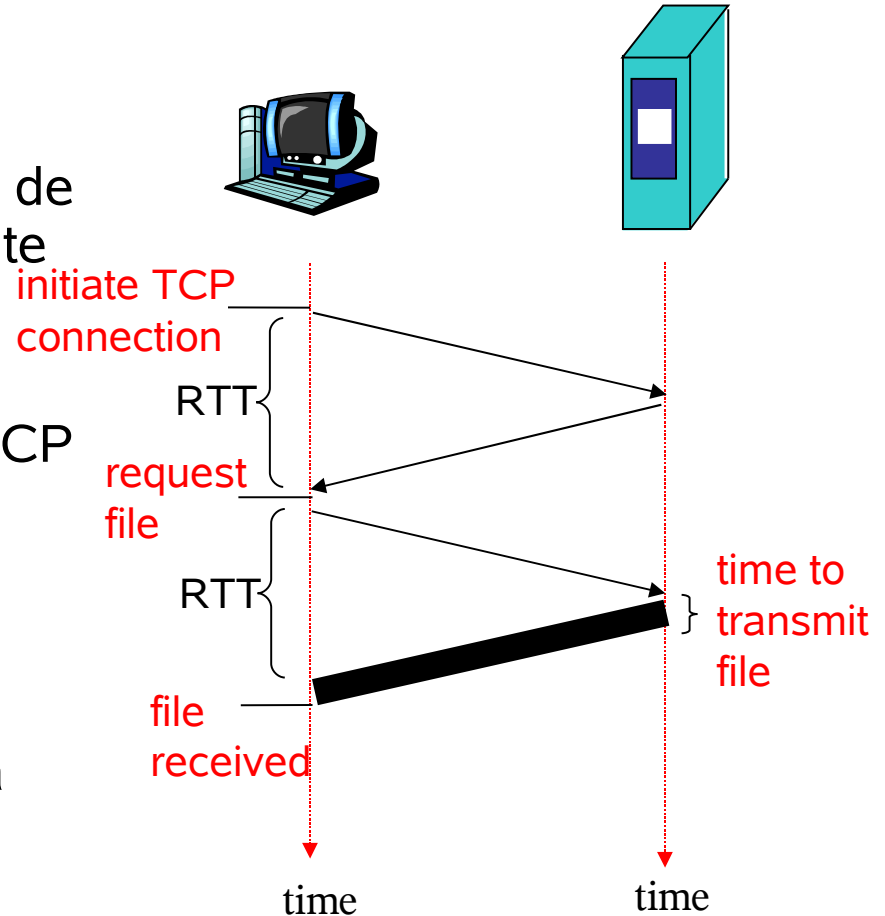 de
te
initiate TCP
connection
RTT
CP
request
file
RTT
time to
transmit
file
file
received
time
time